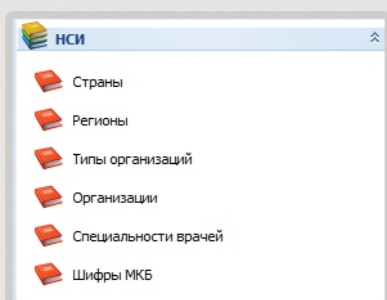 НСИ
Страны
Регионы
Типы организаций
Организации
Специальности врачей
Шифры МКБ